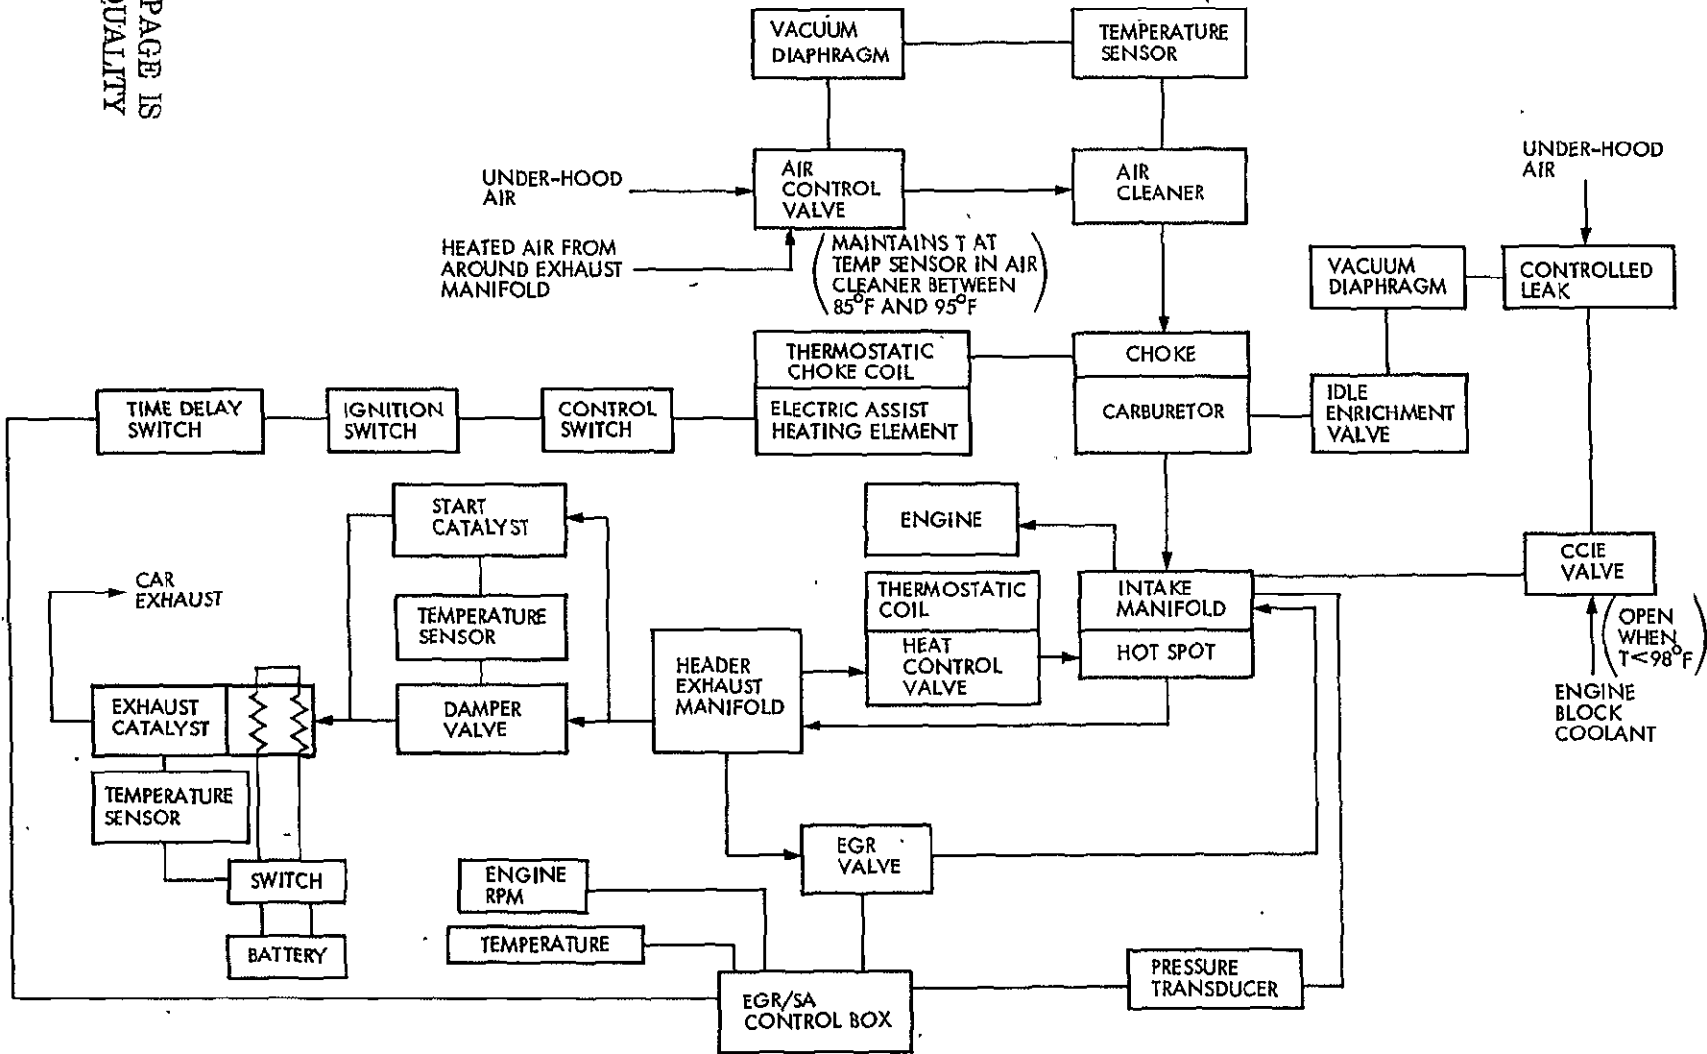 PAGE IS
QUALITY
VACUUM
DIAPHRAGM
TEMPERATURE
SENSOR
UNDER-HOOD
AIR
AIR
CONTROL
VALVE
AIR
CLEANER
UNDER-HOOD
AIR
HEATED AIR FROM
AROUND EXHAUST
MANIFOLD
(MAINTAINS T AT
TEMP SENSOR IN AIR
CLEANER BETWEEN
85°F AND 95°F)
VACUUM
DIAPHRAGM
CONTROLLED
LEAK
THERMOSTATIC
CHOKE COIL
CHOKE
TIME DELAY
SWITCH
IGNITION
SWITCH
CONTROL
SWITCH
ELECTRIC ASSIST
HEATING ELEMENT
CARBURETOR
IDLE
ENRICHMENT
VALVE
START
CATALYST
ENGINE
CCIE
VALVE
CAR
EXHAUST
TEMPERATURE
SENSOR
THERMOSTATIC
COIL
INTAKE
MANIFOLD
(OPEN
WHEN
T<98°F)
HEADER
EXHAUST
MANIFOLD
HEAT
CONTROL
VALVE
HOT SPOT
EXHAUST
CATALYST
DAMPER
VALVE
ENGINE
BLOCK
COOLANT
TEMPERATURE
SENSOR
SWITCH
BATTERY
ENGINE
RPM
EGR
VALVE
TEMPERATURE
EGR/SA
CONTROL BOX
PRESSURE
TRANSDUCER